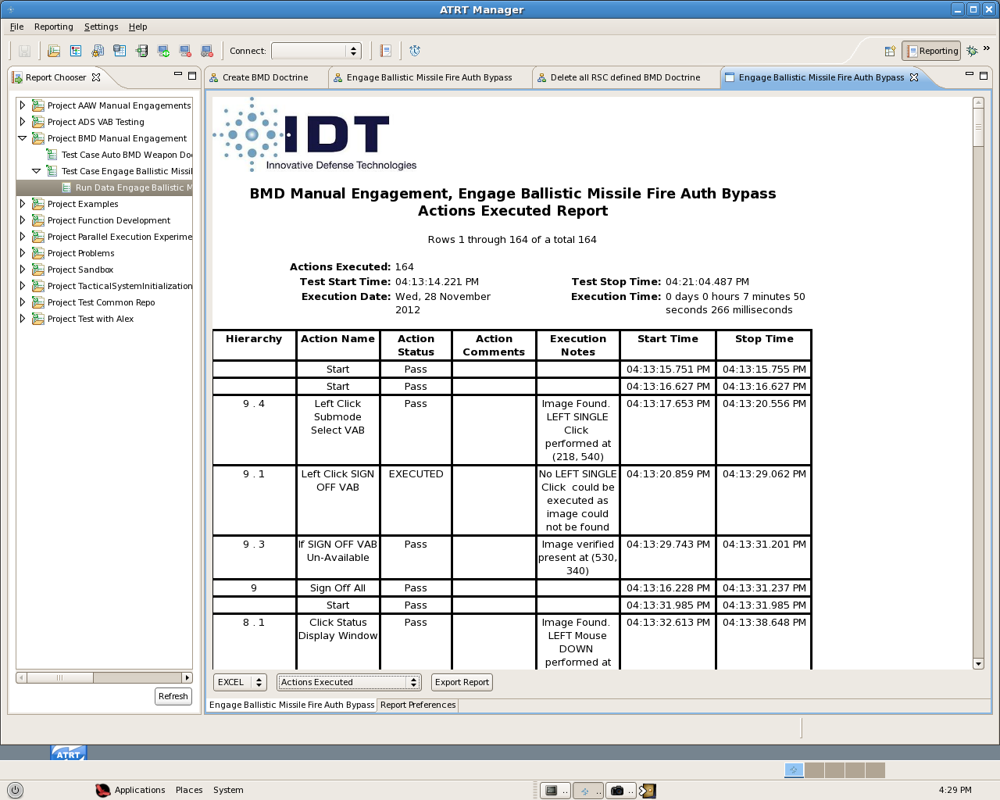 ATRT Manager
File Reporting Settings Help
Connect:
Reporting
Report Chooser
Create BMD Doctrine
Engage Ballistic Missile Fire Auth Bypass
Delete all RSC defined BMD Doctrine
Engage Ballistic Missile Fire Auth Bypass
Project AAW Manual Engagements
Project ADS VAB Testing
Project BMD Manual Engagement
Test Case Auto BMD Weapon Do
Test Case Engage Ballistic Missil
Run Data Engage Ballistic M
Project Examples
Project Function Development
Project Parallel Execution Experime
Project Problems
Project Sandbox
Project TacticalSystemInitialization
Project Test Common Repo
Project Test with Alex
Refresh
IDT
Innovative Defense Technologies
BMD Manual Engagement, Engage Ballistic Missile Fire Auth Bypass
Actions Executed Report
Rows 1 through 164 of a total 164
Actions Executed: 164
Test Start Time: 04:13:14.221 PM Test Stop Time: 04:21:04.487 PM
Execution Date: Wed, 28 November Execution Time: 0 days 0 hours 7 minutes 50
2012 seconds 266 milliseconds
Hierarchy Action Name Action Action Execution Start Time Stop Time
Status Comments Notes
Start Pass 04:13:15.751 PM 04:13:15.755 PM
Start Pass 04:13:16.627 PM 04:13:16.627 PM
9 . 4 Left Click Pass Image Found. 04:13:17.653 PM 04:13:20.556 PM
Submode LEFT SINGLE
Select VAB Click
performed at
(218, 540)
9 . 1 Left Click SIGN EXECUTED No LEFT SINGLE 04:13:20.859 PM 04:13:29.062 PM
OFF VAB Click could be
executed as
image could
not be found
9 . 3 If SIGN OFF VAB Pass Image verified 04:13:29.743 PM 04:13:31.201 PM
Un-Available present at (530,
340)
9 Sign Off All Pass 04:13:16.228 PM 04:13:31.237 PM
Start Pass 04:13:31.985 PM 04:13:31.985 PM
8 . 1 Click Status Pass Image Found. 04:13:32.613 PM 04:13:38.648 PM
Display Window LEFT Mouse
DOWN
performed at
EXCEL Actions Executed Export Report
Engage Ballistic Missile Fire Auth Bypass Report Preferences
ATRT
Applications Places System .. .. .. 4:29 PM